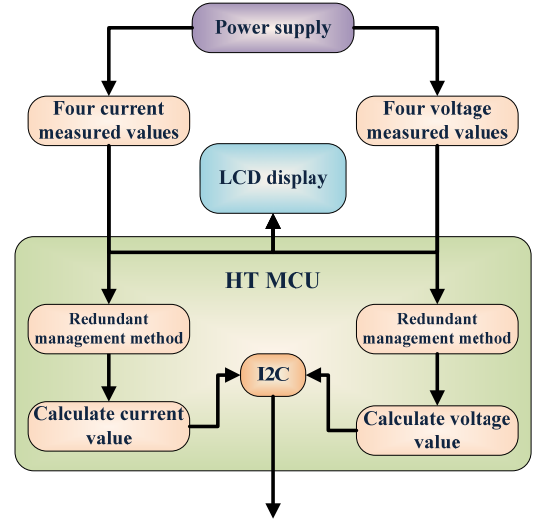 Power supply
Four current
measured values
Four voltage
measured values
LCD display
HT MCU
Redundant
management method
Redundant
management method
I2C
Calculate current
value
Calculate voltage
value